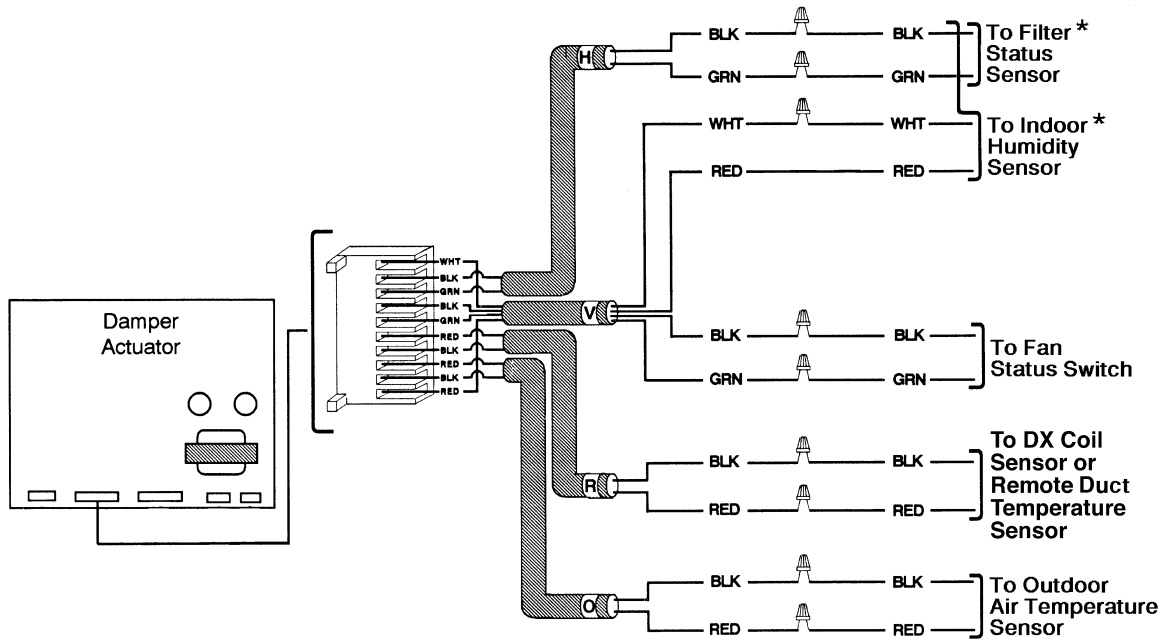 BLK BLK
To Filter *
Status
Sensor
H
GRN GRN
WHT WHT
To Indoor *
Humidity
Sensor
RED RED
WHT
BLK
GRN
BLK
GRN
RED
BLK
RED
BLK
RED
V
Damper
Actuator
BLK BLK
To Fan
Status Switch
GRN GRN
To DX Coil
Sensor or
Remote Duct
Temperature
Sensor
BLK BLK
R
RED RED
BLK BLK
To Outdoor
Air Temperature
Sensor
O
RED RED